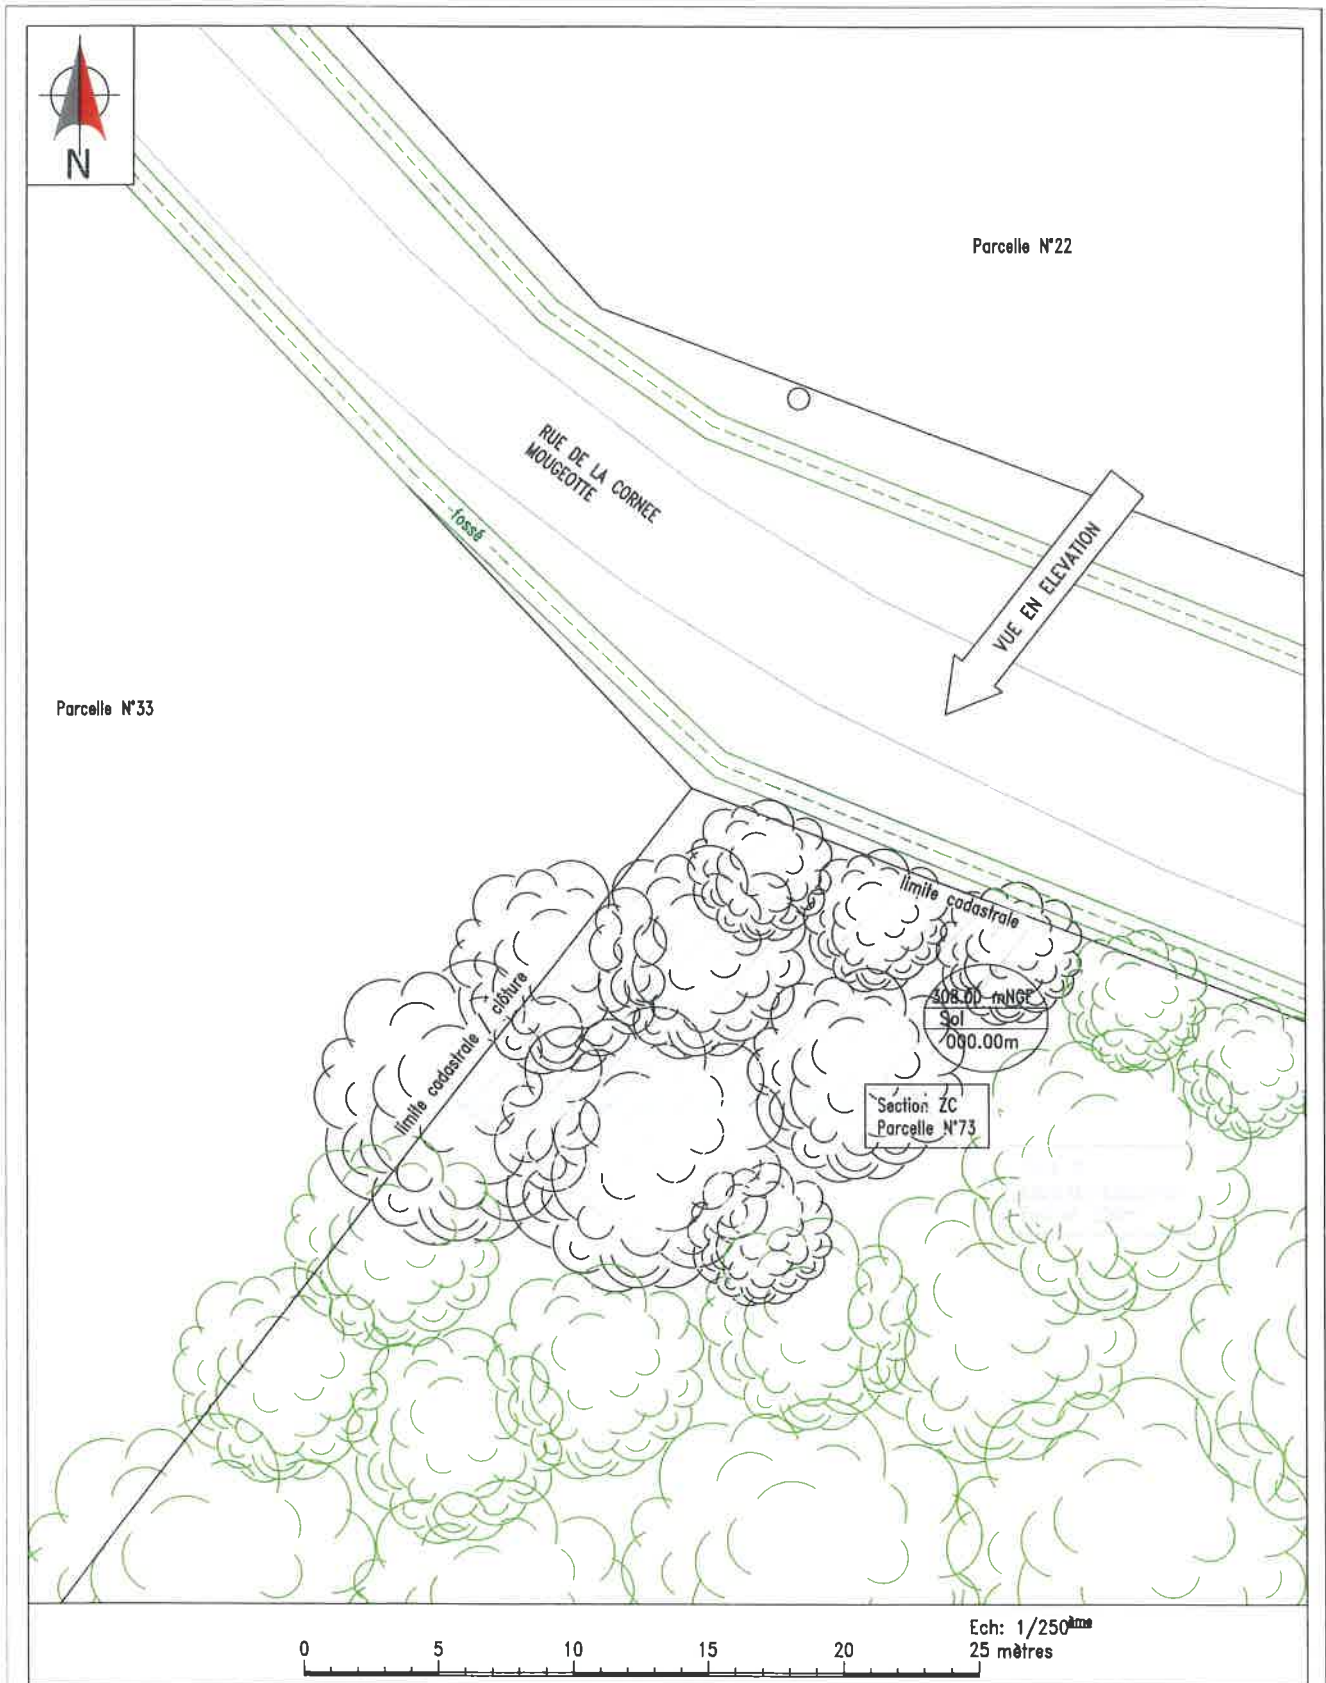 N
Parcelle N°22
RUE DE LA CORNEE
MOUGEOTTE
fossé
VUE EN ELEVATION
Parcelle N°33
limite cadastrale
clôture
limite cadastrale
308.00 mNGF
Sol
000.00m
Section ZC
Parcelle N°73
Ech: 1/250ème
0 5 10 15 20 25 mètres